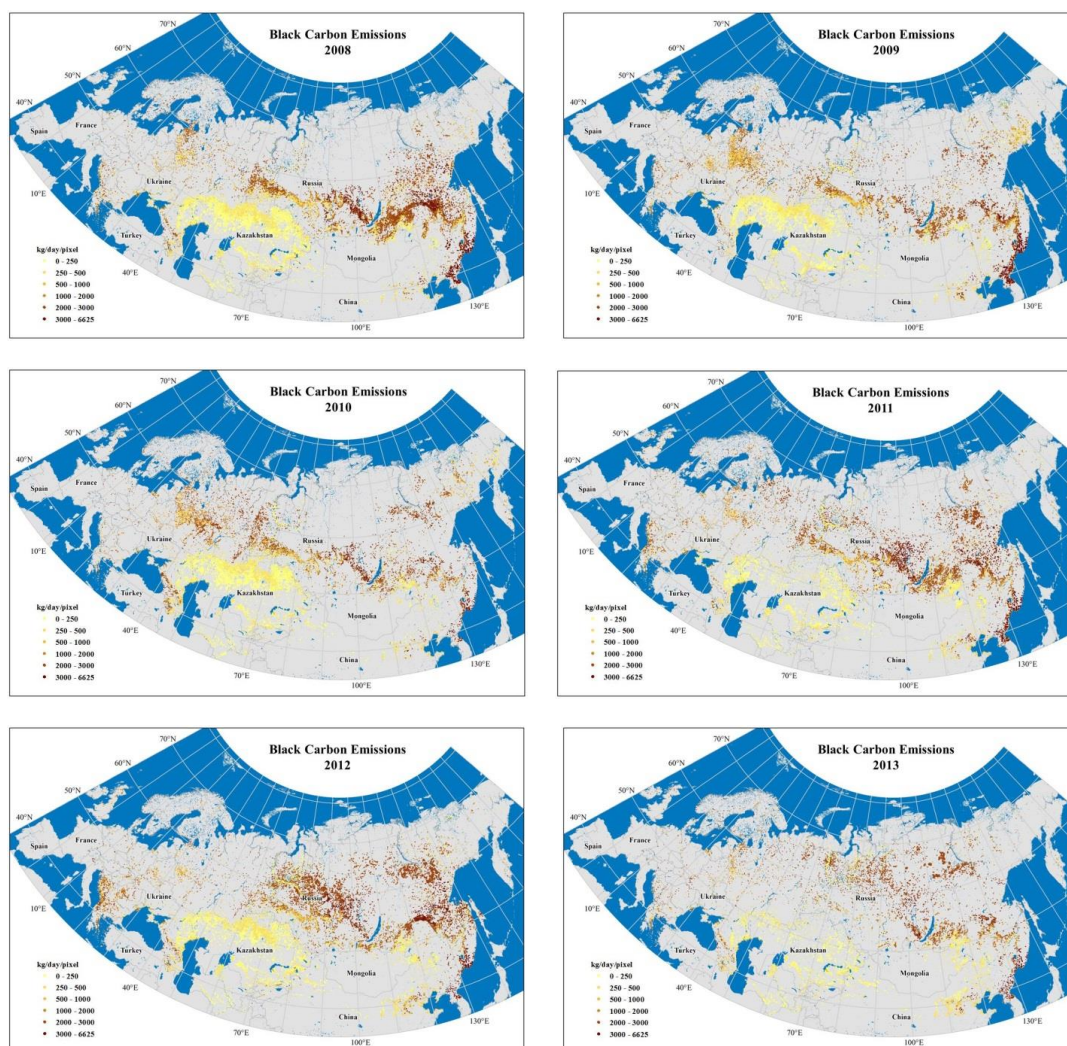 Black Carbon Emissions
2008
70°N
60°N
50°N
40°N
Spain
France
Ukraine
Russia
10°E
Turkey
Kazakhstan
Mongolia
kg/day/pixel
0 - 250
250 - 500
500 - 1000
1000 - 2000
2000 - 3000
3000 - 6625
40°E
China
130°E
70°E
100°E
Black Carbon Emissions
2009
70°N
60°N
50°N
40°N
Spain
France
Ukraine
Russia
10°E
Turkey
Kazakhstan
Mongolia
kg/day/pixel
0 - 250
250 - 500
500 - 1000
1000 - 2000
2000 - 3000
3000 - 6625
40°E
China
130°E
70°E
100°E
Black Carbon Emissions
2010
70°N
60°N
50°N
40°N
Spain
France
Ukraine
Russia
10°E
Turkey
Kazakhstan
Mongolia
kg/day/pixel
0 - 250
250 - 500
500 - 1000
1000 - 2000
2000 - 3000
3000 - 6625
40°E
China
130°E
70°E
100°E
Black Carbon Emissions
2011
70°N
60°N
50°N
40°N
Spain
France
Ukraine
Russia
10°E
Turkey
Kazakhstan
Mongolia
kg/day/pixel
0 - 250
250 - 500
500 - 1000
1000 - 2000
2000 - 3000
3000 - 6625
40°E
China
130°E
70°E
100°E
Black Carbon Emissions
2012
70°N
60°N
50°N
40°N
Spain
France
Ukraine
Russia
10°E
Turkey
Kazakhstan
Mongolia
kg/day/pixel
0 - 250
250 - 500
500 - 1000
1000 - 2000
2000 - 3000
3000 - 6625
40°E
China
130°E
70°E
100°E
Black Carbon Emissions
2013
70°N
60°N
50°N
40°N
Spain
France
Ukraine
Russia
10°E
Turkey
Kazakhstan
Mongolia
kg/day/pixel
0 - 250
250 - 500
500 - 1000
1000 - 2000
2000 - 3000
3000 - 6625
40°E
China
130°E
70°E
100°E